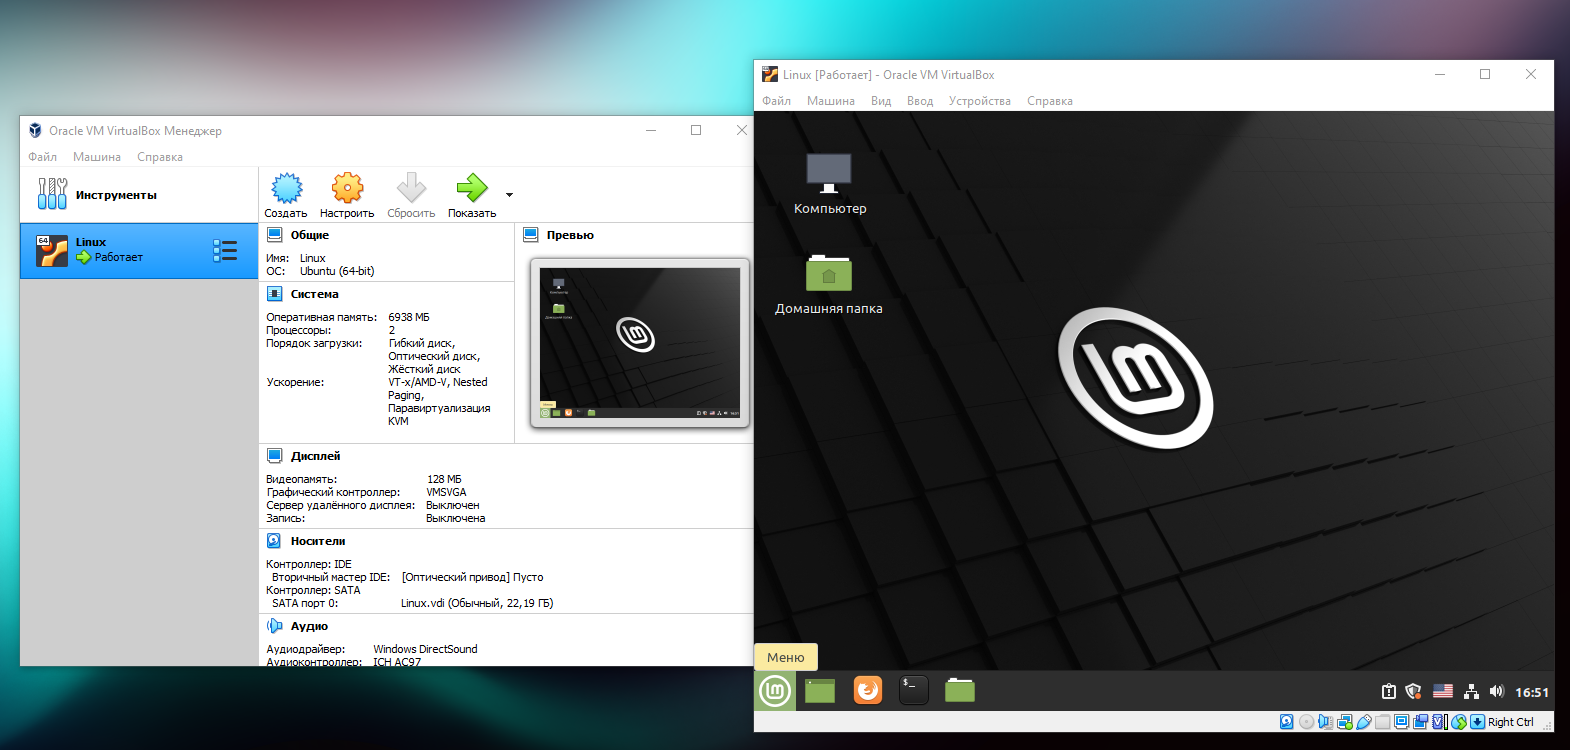 Oracle VM VirtualBox Менеджер
Файл Машина Справка
Инструменты
Создать Настроить Сбросить Показать
64
Linux
Работает
Общие
Имя: Linux
ОС: Ubuntu (64-bit)
Система
Оперативная память: 6938 МБ
Процессоры: 2
Порядок загрузки: Гибкий диск,
Оптический диск,
Жёсткий диск
Ускорение: VT-x/AMD-V, Nested
Paging,
Паравиртуализация
KVM
Превью
Дисплей
Видеопамять: 128 МБ
Графический контроллер: VMSVGA
Сервер удалённого дисплея: Выключен
Запись: Выключена
Носители
Контроллер: IDE
Вторичный мастер IDE: [Оптический привод] Пусто
Контроллер: SATA
SATA порт 0: Linux.vdi (Обычный, 22,19 ГБ)
Аудио
Аудиодрайвер: Windows DirectSound
Аудиоконтроллер: ICH AC97
Linux [Работает] - Oracle VM VirtualBox
Файл Машина Вид Ввод Устройства Справка
Компьютер
Домашняя папка
lm
Меню
lm
$_
16:51
Right Ctrl